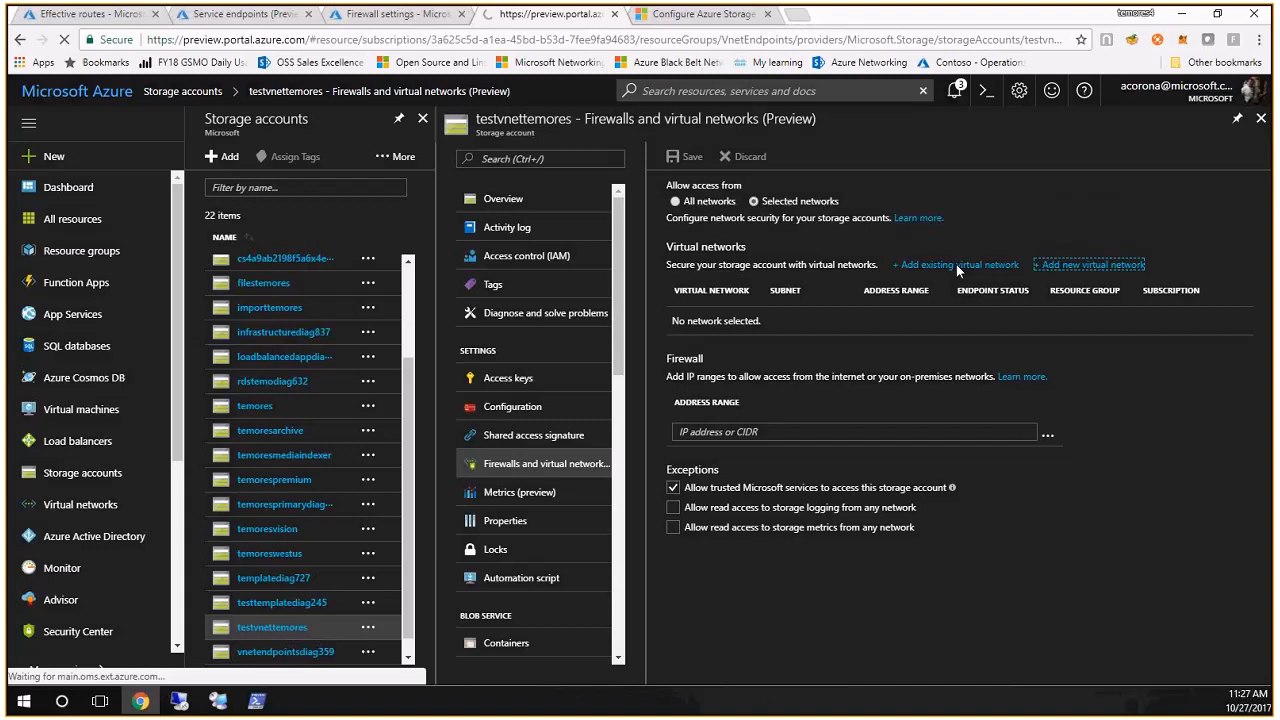 Effective routes - Micros
Service endpoints (Previe
Firewall settings - Micros
https://preview.portal.az
Configure Azure Storage
temores4
Secure
https://preview.portal.azure.com/#resource/subscriptions/3a625c5d-a1ea-45bd-b53d-7fee9fa94683/resourceGroups/VnetEndpoints/providers/Microsoft.Storage/storageAccounts/testvn...
Apps
Bookmarks
FY18 GSMO Daily Us
OSS Sales Excellence
Open Source and Lin
Microsoft Networking
Azure Black Belt Netw
My learning
Azure Networking
Contoso - Operation
Other bookmarks
Microsoft Azure
Storage accounts > testvnettemores - Firewalls and virtual networks (Preview)
Search resources, services and docs
3
acorona@microsoft.c...
MICROSOFT
New
Dashboard
All resources
Resource groups
Function Apps
App Services
SQL databases
Azure Cosmos DB
Virtual machines
Load balancers
Storage accounts
Virtual networks
Azure Active Directory
Monitor
Advisor
Security Center
Storage accounts
Microsoft
Add
Assign Tags
More
Filter by name...
22 items
NAME
cs4a9ab2198f5a6x4e···
filestemores
importtemores
infrastructurediag837
loadbalancedappdia···
rdstemodiag632
temores
temoresarchive
temoresmediaindexer
temorespremium
temoresprimarydiag···
temoresvision
temoreswestus
templatediag727
testtemplatediag245
testvnettemores
vnetendpointsdiag359
testvnettemores - Firewalls and virtual networks (Preview)
Storage account
Search (Ctrl+/)
Overview
Activity log
Access control (IAM)
Tags
Diagnose and solve problems
SETTINGS
Access keys
Configuration
Shared access signature
Firewalls and virtual network...
Metrics (preview)
Properties
Locks
Automation script
BLOB SERVICE
Containers
Save
Discard
Allow access from
All networks
Selected networks
Configure network security for your storage accounts. Learn more.
Virtual networks
Secure your storage account with virtual networks.
+ Add existing virtual network
+ Add new virtual network
VIRTUAL NETWORK
SUBNET
ADDRESS RANGE
ENDPOINT STATUS
RESOURCE GROUP
SUBSCRIPTION
No network selected.
Firewall
Add IP ranges to allow access from the internet or your on-premises networks. Learn more.
ADDRESS RANGE
IP address or CIDR
Exceptions
Allow trusted Microsoft services to access this storage account
Allow read access to storage logging from any network
Allow read access to storage metrics from any network
Waiting for main.oms.ext.azure.com...
11:27 AM
10/27/2017